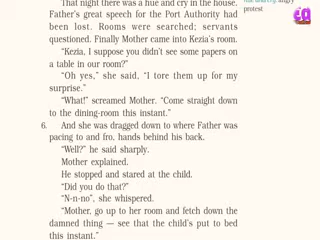 That night there was a hue and cry in the house.
Father's great speech for the Port Authority had
been lost. Rooms were searched; servants
questioned. Finally Mother came into Kezia's room.
"Kezia, I suppose you didn't see some papers on
a table in our room?"
"Oh yes," she said, "I tore them up for my
surprise."
"What!" screamed Mother. "Come straight down
to the dining-room this instant."
6. And she was dragged down to where Father was
pacing to and fro, hands behind his back.
"Well?" he said sharply.
Mother explained.
He stopped and stared at the child.
"Did you do that?"
"N-n-no", she whispered.
"Mother, go up to her room and fetch down the
damned thing — see that the child's put to bed
this instant."
angry
protest